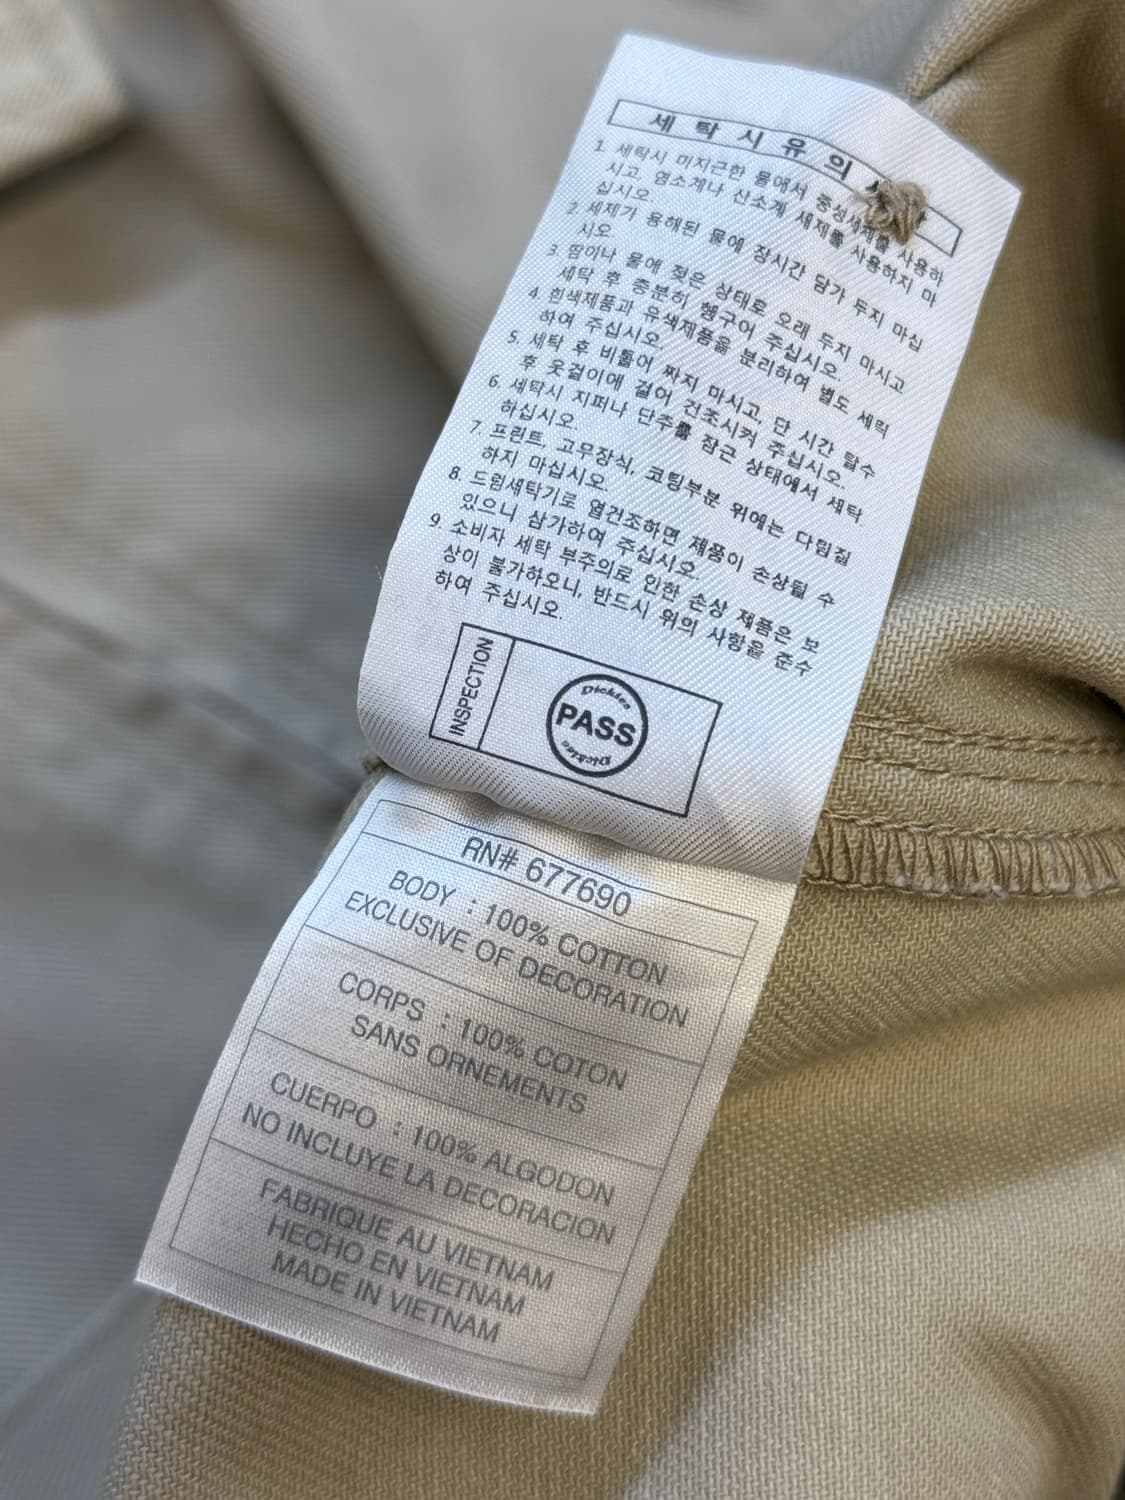 세탁시유의사항
1. 세탁시 미지근한 물에서 중성세제를 사용하
시고, 염소계나 산소계 세제를 사용하지 마
십시오.
2. 세제가 용해된 물에 장시간 담가 두지 마십
시오.
3. 땀이나 물에 젖은 상태로 오래 두지 마시고
세탁 후 충분히 헹구어 주십시오.
4. 흰색제품과 유색제품을 분리하여 별도 세탁
하여 주십시오.
5. 세탁 후 비틀어 짜지 마시고, 단 시간 탈수
후 옷걸이에 걸어 건조시켜 주십시오.
6. 세탁시 지퍼나 단추를 잠근 상태에서 세탁
하십시오.
7. 프린트, 고무장식, 코팅부분 위에는 다림질
하지 마십시오.
8. 드럼세탁기로 열건조하면 제품이 손상될 수
있으니 삼가하여 주십시오.
9. 소비자 세탁 부주의로 인한 손상 제품은 보
상이 불가하오니, 반드시 위의 사항을 준수
하여 주십시오.
INSPECTION
Dickies
PASS
Dickies
RN# 677690
BODY : 100% COTTON
EXCLUSIVE OF DECORATION
CORPS : 100% COTON
SANS ORNEMENTS
CUERPO : 100% ALGODON
NO INCLUYE LA DECORACION
FABRIQUE AU VIETNAM
HECHO EN VIETNAM
MADE IN VIETNAM